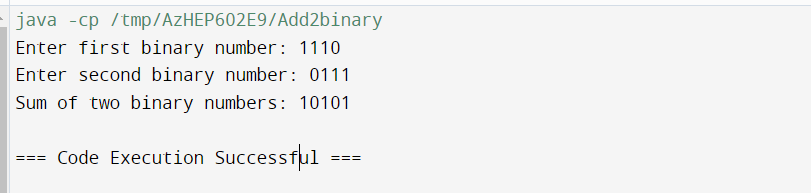 java -cp /tmp/AzHEP6O2E9/Add2binary
Enter first binary number: 1110
Enter second binary number: 0111
Sum of two binary numbers: 10101
=== Code Execution Successful ===